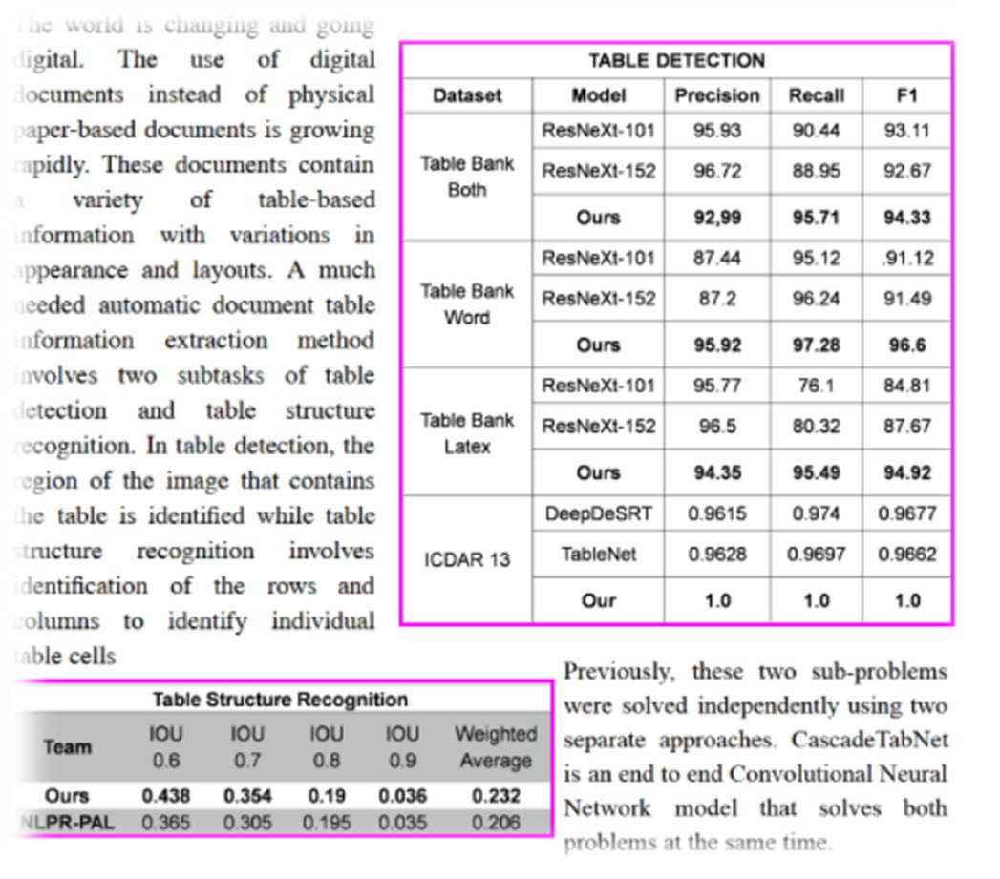 The world is changing and going
digital. The use of digital
documents instead of physical
paper-based documents is growing
rapidly. These documents contain
a variety of table-based
information with variations in
appearance and layouts. A much
needed automatic document table
information extraction method
involves two subtasks of table
detection and table structure
recognition. In table detection, the
region of the image that contains
the table is identified while table
structure recognition involves
identification of the rows and
columns to identify individual
table cells
TABLE DETECTION
Dataset Model Precision Recall F1
Table Bank Both
ResNeXt-101 95.93 90.44 93.11
ResNeXt-152 96.72 88.95 92.67
Ours 92,99 95.71 94.33
Table Bank Word
ResNeXt-101 87.44 95.12 .91.12
ResNeXt-152 87.2 96.24 91.49
Ours 95.92 97.28 96.6
Table Bank Latex
ResNeXt-101 95.77 76.1 84.81
ResNeXt-152 96.5 80.32 87.67
Ours 94.35 95.49 94.92
ICDAR 13
DeepDeSRT 0.9615 0.974 0.9677
TableNet 0.9628 0.9697 0.9662
Our 1.0 1.0 1.0
Table Structure Recognition
Team IOU 0.6 IOU 0.7 IOU 0.8 IOU 0.9 Weighted Average
Ours 0.438 0.354 0.19 0.036 0.232
NLPR-PAL 0.365 0.305 0.195 0.035 0.206
Previously, these two sub-problems
were solved independently using two
separate approaches. CascadeTabNet
is an end to end Convolutional Neural
Network model that solves both
problems at the same time.